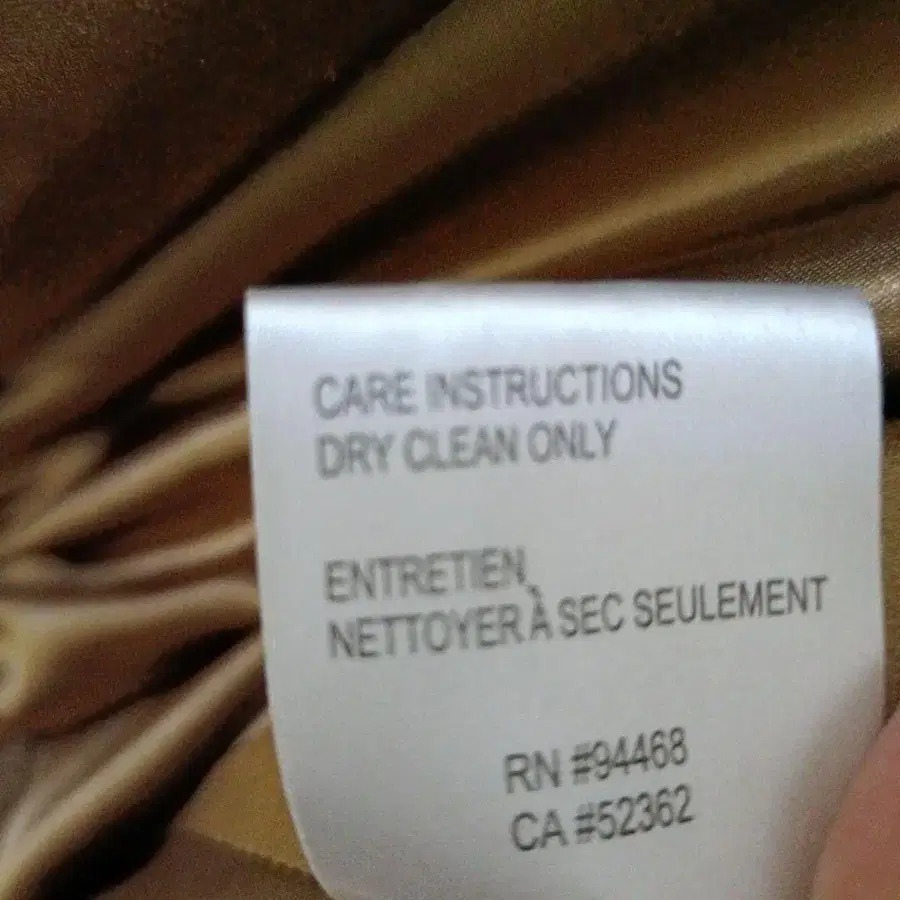 CARE INSTRUCTIONS
DRY CLEAN ONLY
ENTRETIEN
NETTOYER À SEC SEULEMENT
RN #94468
CA #52362